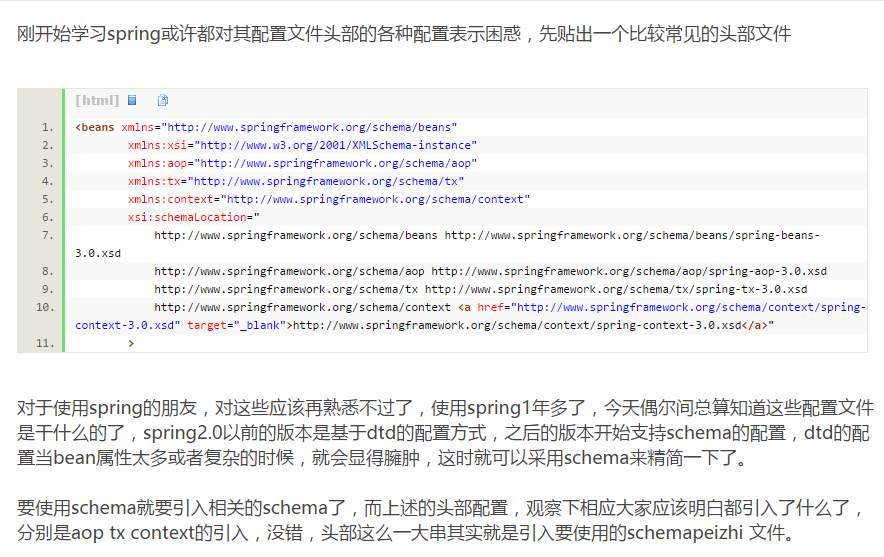 刚开始学习spring或许都对其配置文件头部的各种配置表示困惑，先贴出一个比较常见的头部文件
[html]
1. <beans xmlns="http://www.springframework.org/schema/beans"
2. xmlns:xsi="http://www.w3.org/2001/XMLSchema-instance"
3. xmlns:aop="http://www.springframework.org/schema/aop"
4. xmlns:tx="http://www.springframework.org/schema/tx"
5. xmlns:context="http://www.springframework.org/schema/context"
6. xsi:schemaLocation="
7. http://www.springframework.org/schema/beans http://www.springframework.org/schema/beans/spring-beans-
3.0.xsd
8. http://www.springframework.org/schema/aop http://www.springframework.org/schema/aop/spring-aop-3.0.xsd
9. http://www.springframework.org/schema/tx http://www.springframework.org/schema/tx/spring-tx-3.0.xsd
10. http://www.springframework.org/schema/context <a href="http://www.springframework.org/schema/context/spring-
context-3.0.xsd" target="_blank">http://www.springframework.org/schema/context/spring-context-3.0.xsd</a>"
11. >
对于使用spring的朋友，对这些应该再熟悉不过了，使用spring1年多了，今天偶尔间总算知道这些配置文件
是干什么的了，spring2.0以前的版本是基于dtd的配置方式，之后的版本开始支持schema的配置，dtd的配
置当bean属性太多或者复杂的时候，就会显得臃肿，这时就可以采用schema来精简一下了。
要使用schema就要引入相关的schema了，而上述的头部配置，观察下相应大家应该明白都引入了什么了，
分别是aop tx context的引入，没错，头部这么一大串其实就是引入要使用的schemapeizhi 文件。